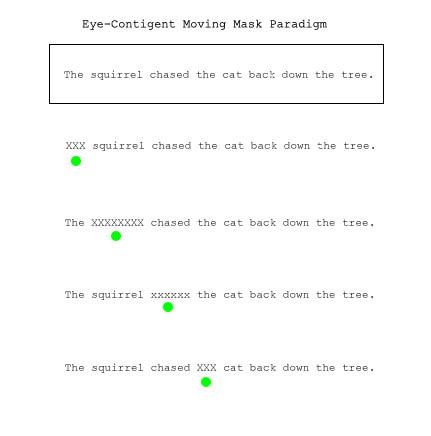 Eye-Contigent Moving Mask Paradigm
The squirrel chased the cat back down the tree.
XXX squirrel chased the cat back down the tree.
The XXXXXXXX chased the cat back down the tree.
The squirrel xxxxxx the cat back down the tree.
The squirrel chased XXX cat back down the tree.